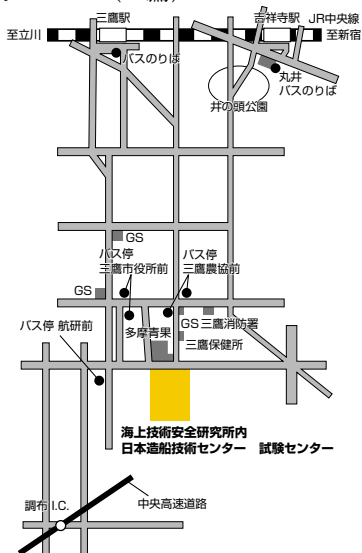 三鷹駅
吉祥寺駅 JR中央線
至立川
至新宿
バスのりば
丸井
バスのりば
井の頭公園
GS
バス停
三鷹市役所前
バス停
三鷹農協前
GS
多摩青果
GS 三鷹消防署
三鷹保健所
バス停 航研前
海上技術安全研究所内
日本造船技術センター 試験センター
調布 I.C.
中央高速道路